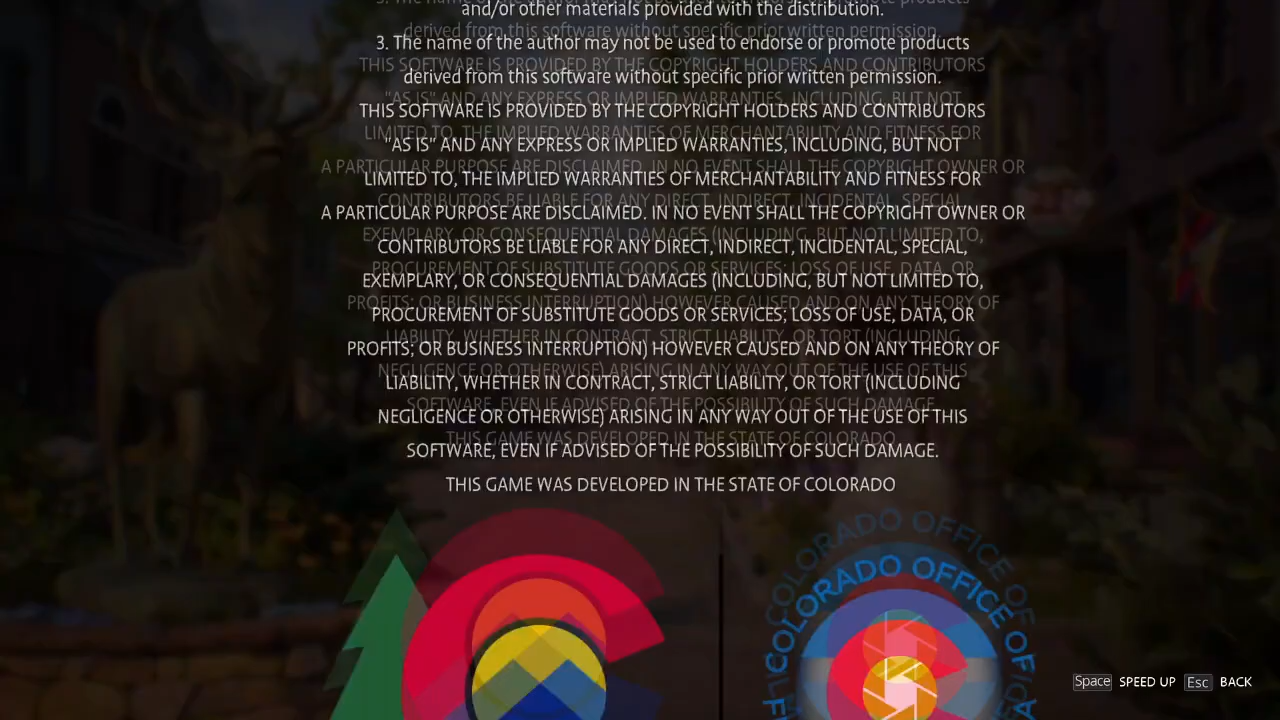 and/or other materials provided with the distribution.
3. The name of the author may not be used to endorse or promote products
derived from this software without specific prior written permission.
THIS SOFTWARE IS PROVIDED BY THE COPYRIGHT HOLDERS AND CONTRIBUTORS
"AS IS" AND ANY EXPRESS OR IMPLIED WARRANTIES, INCLUDING, BUT NOT
LIMITED TO, THE IMPLIED WARRANTIES OF MERCHANTABILITY AND FITNESS FOR
A PARTICULAR PURPOSE ARE DISCLAIMED. IN NO EVENT SHALL THE COPYRIGHT OWNER OR
CONTRIBUTORS BE LIABLE FOR ANY DIRECT, INDIRECT, INCIDENTAL, SPECIAL,
EXEMPLARY, OR CONSEQUENTIAL DAMAGES (INCLUDING, BUT NOT LIMITED TO,
PROCUREMENT OF SUBSTITUTE GOODS OR SERVICES; LOSS OF USE, DATA, OR
PROFITS; OR BUSINESS INTERRUPTION) HOWEVER CAUSED AND ON ANY THEORY OF
LIABILITY, WHETHER IN CONTRACT, STRICT LIABILITY, OR TORT (INCLUDING
NEGLIGENCE OR OTHERWISE) ARISING IN ANY WAY OUT OF THE USE OF THIS
SOFTWARE, EVEN IF ADVISED OF THE POSSIBILITY OF SUCH DAMAGE.
THIS GAME WAS DEVELOPED IN THE STATE OF COLORADO
COLORADO OFFICE OF
Space SPEED UP Esc BACK